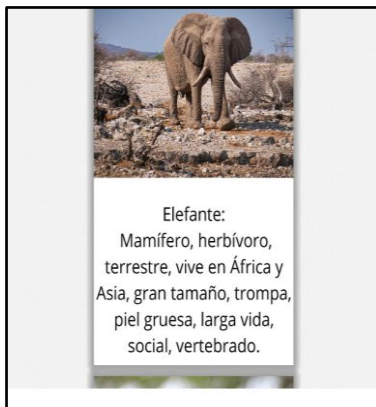 Elefante:
Mamífero, herbívoro,
terrestre, vive en África y
Asia, gran tamaño, trompa,
piel gruesa, larga vida,
social, vertebrado.